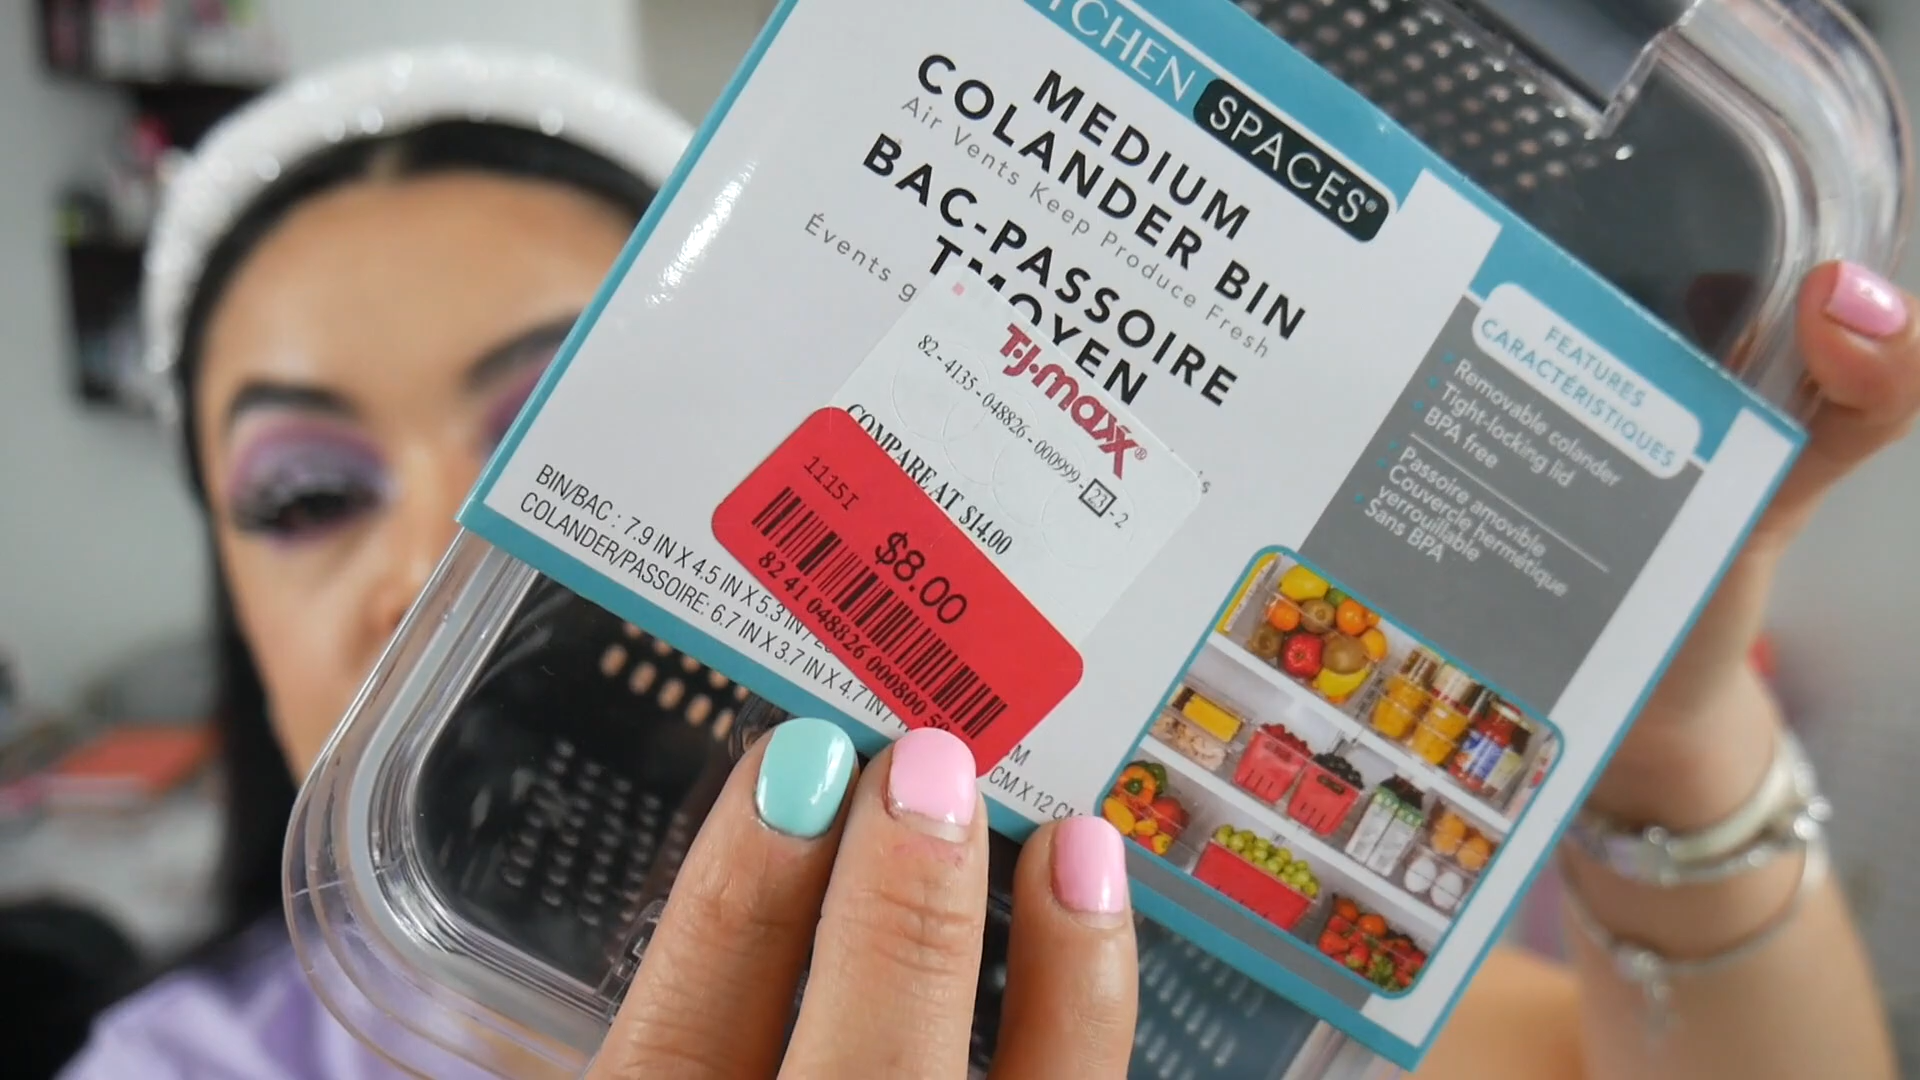 SPACES®
MEDIUM
COLANDER BIN
Air Vents Keep Produce Fresh
BAC-PASSOIRE
Évents
T·J·maxx®
82-4135-048826-000999-23-2
COMPARE AT $14.00
1115I
$8.00
82 41 048826 000800 50
BIN/BAC : 7.9 IN X 4.5 IN X 5.3 IN /
COLANDER/PASSOIRE: 6.7 IN X 3.7 IN X 4.7 IN /
CM X 12 CM
FEATURES
CARACTÉRISTIQUES
Removable colander
Tight-locking lid
BPA free
Passoire amovible
Couvercle hermétique
verrouillable
Sans BPA